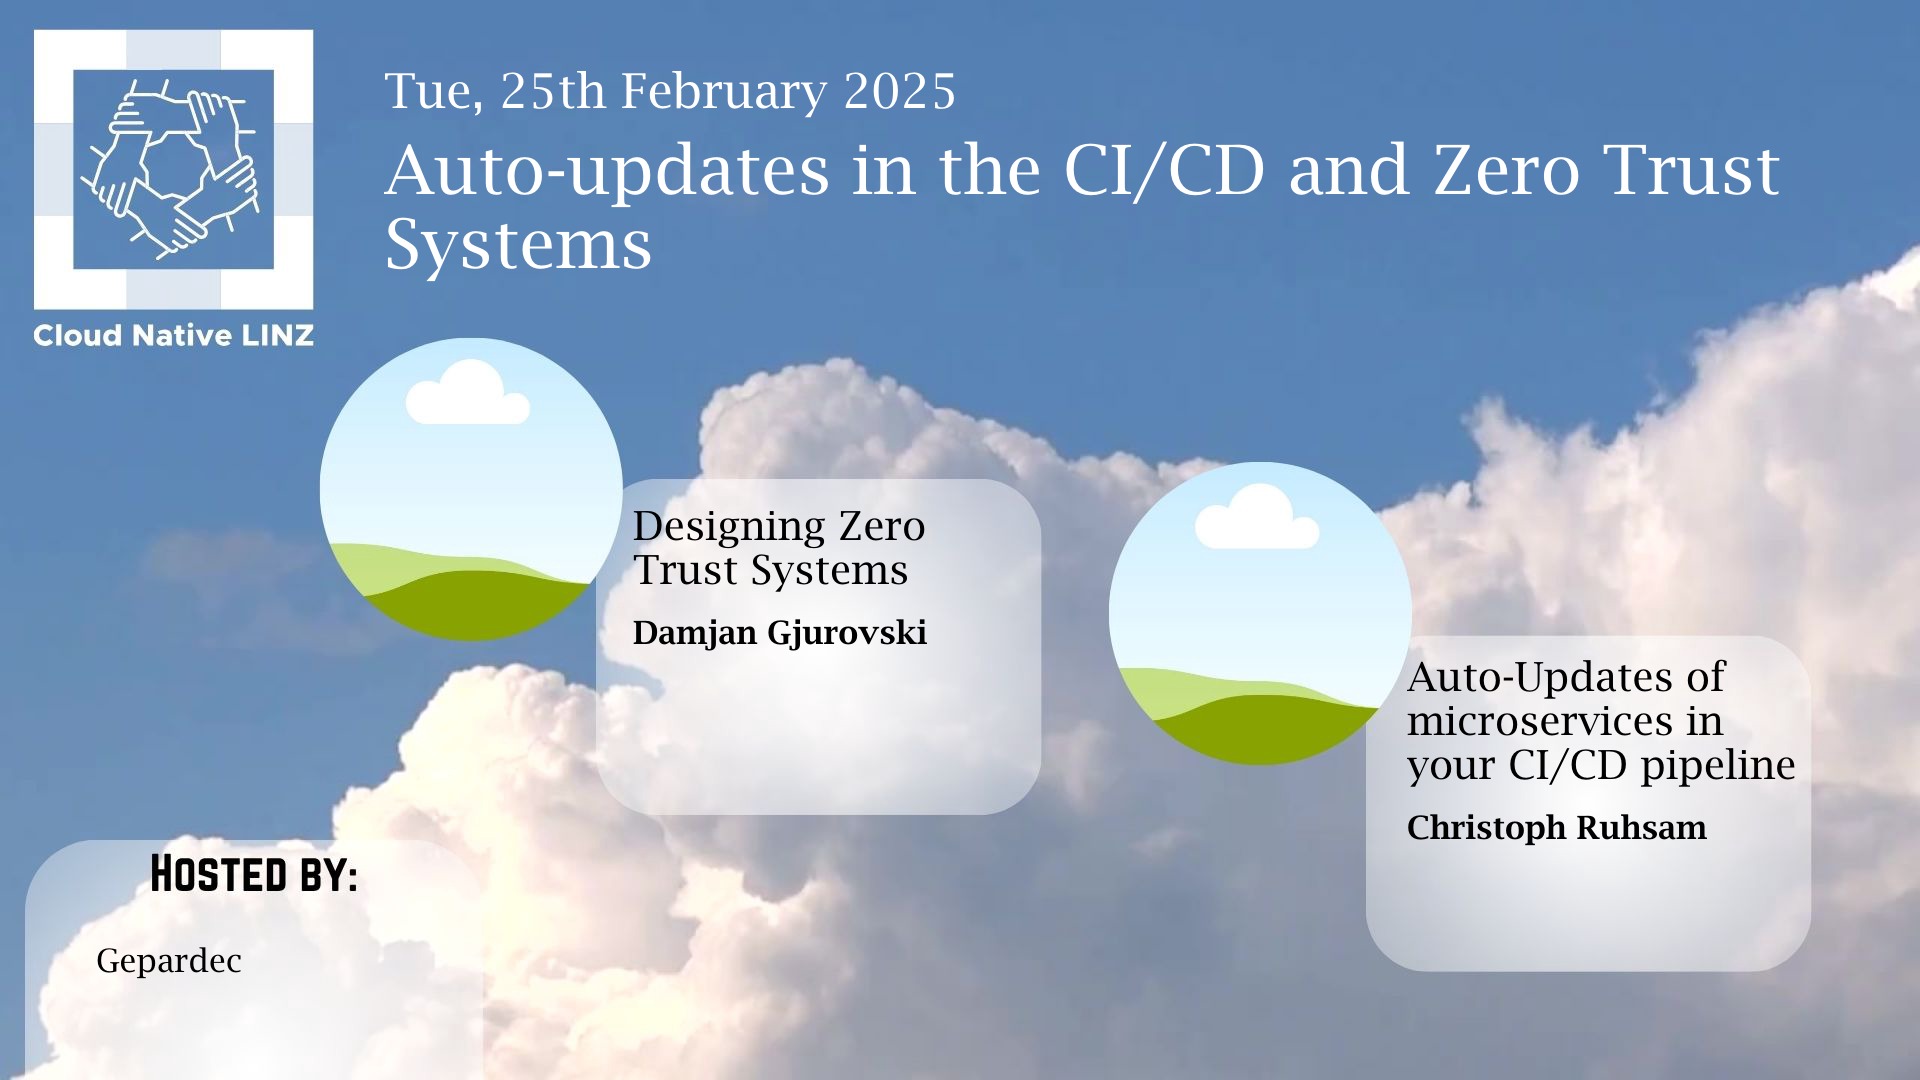 Tue, 25th February 2025
Auto-updates in the CI/CD and Zero Trust
Systems
Cloud Native LINZ
Designing Zero
Trust Systems
Damjan Gjurovski
Auto-Updates of
microservices in
your CI/CD pipeline
Christoph Ruhsam
HOSTED BY:
Gepardec